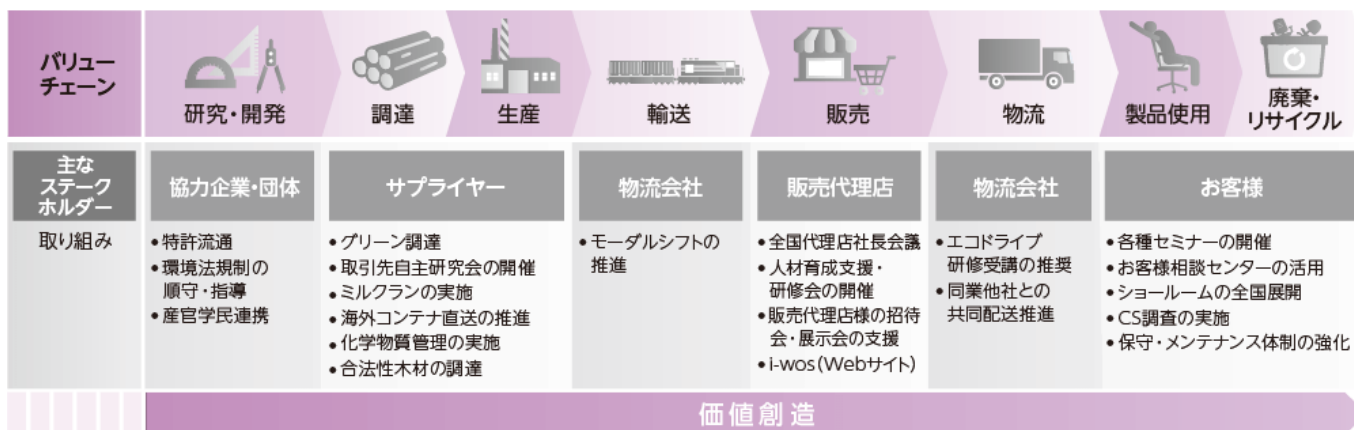 バリュー
チェーン
研究・開発
調達
生産
輸送
販売
物流
製品使用
廃棄・
リサイクル
主な
ステーク
ホルダー
協力企業・団体
サプライヤー
物流会社
販売代理店
物流会社
お客様
取り組み
•特許流通
•環境法規制の
順守・指導
•産官学民連携
•グリーン調達
•取引先自主研究会の開催
•ミルクランの実施
•海外コンテナ直送の推進
•化学物質管理の実施
•合法性木材の調達
•モーダルシフトの
推進
•全国代理店社長会議
•人材育成支援・
研修会の開催
•販売代理店様の招待
会・展示会の支援
•i-wos(Webサイト)
•エコドライブ
研修受講の推奨
•同業他社との
共同配送推進
•各種セミナーの開催
•お客様相談センターの活用
•ショールームの全国展開
•CS調査の実施
•保守・メンテナンス体制の強化
価値創造